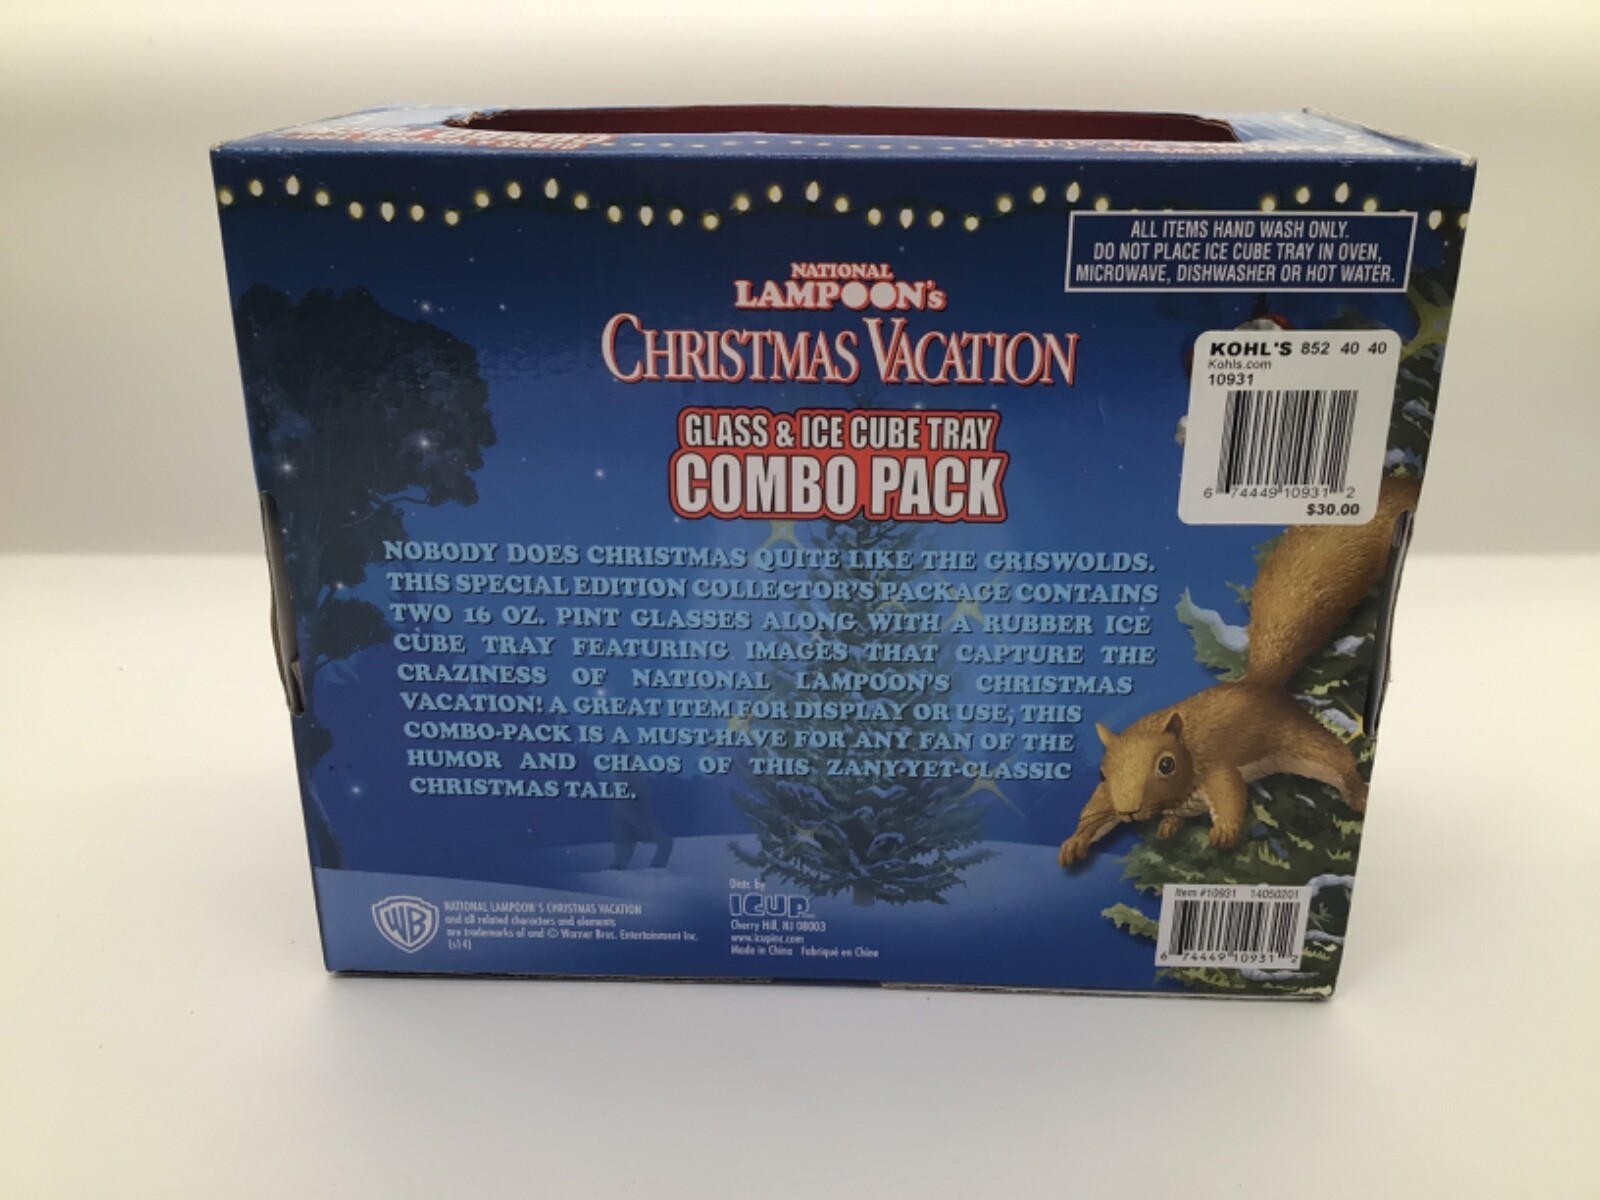 ALL ITEMS HAND WASH ONLY.
DO NOT PLACE ICE CUBE TRAY IN OVEN,
MICROWAVE, DISHWASHER OR HOT WATER.
NATIONAL
LAMPOON'S
CHRISTMAS VACATION
GLASS & ICE CUBE TRAY
COMBO PACK
KOHL'S 852 40 40
Kohls.com
10931
6 74449 10931 2
$30.00
NOBODY DOES CHRISTMAS QUITE LIKE THE GRISWOLDS.
THIS SPECIAL EDITION COLLECTOR'S PACKAGE CONTAINS
TWO 16 OZ. PINT GLASSES ALONG WITH A RUBBER ICE
CUBE TRAY FEATURING IMAGES THAT CAPTURE THE
CRAZINESS OF NATIONAL LAMPOON'S CHRISTMAS
VACATION! A GREAT ITEM FOR DISPLAY OR USE, THIS
COMBO-PACK IS A MUST-HAVE FOR ANY FAN OF THE
HUMOR AND CHAOS OF THIS ZANY-YET-CLASSIC
CHRISTMAS TALE.
WB
NATIONAL LAMPOON'S CHRISTMAS VACATION
and all related characters and elements
are trademarks of and © Warner Bros. Entertainment Inc.
(s14)
Distr. by
ICUP
Cherry Hill, NJ 08003
www.icupinc.com
Made in China Fabriqué en Chine
Item #10931 14050201
6 74449 10931 2